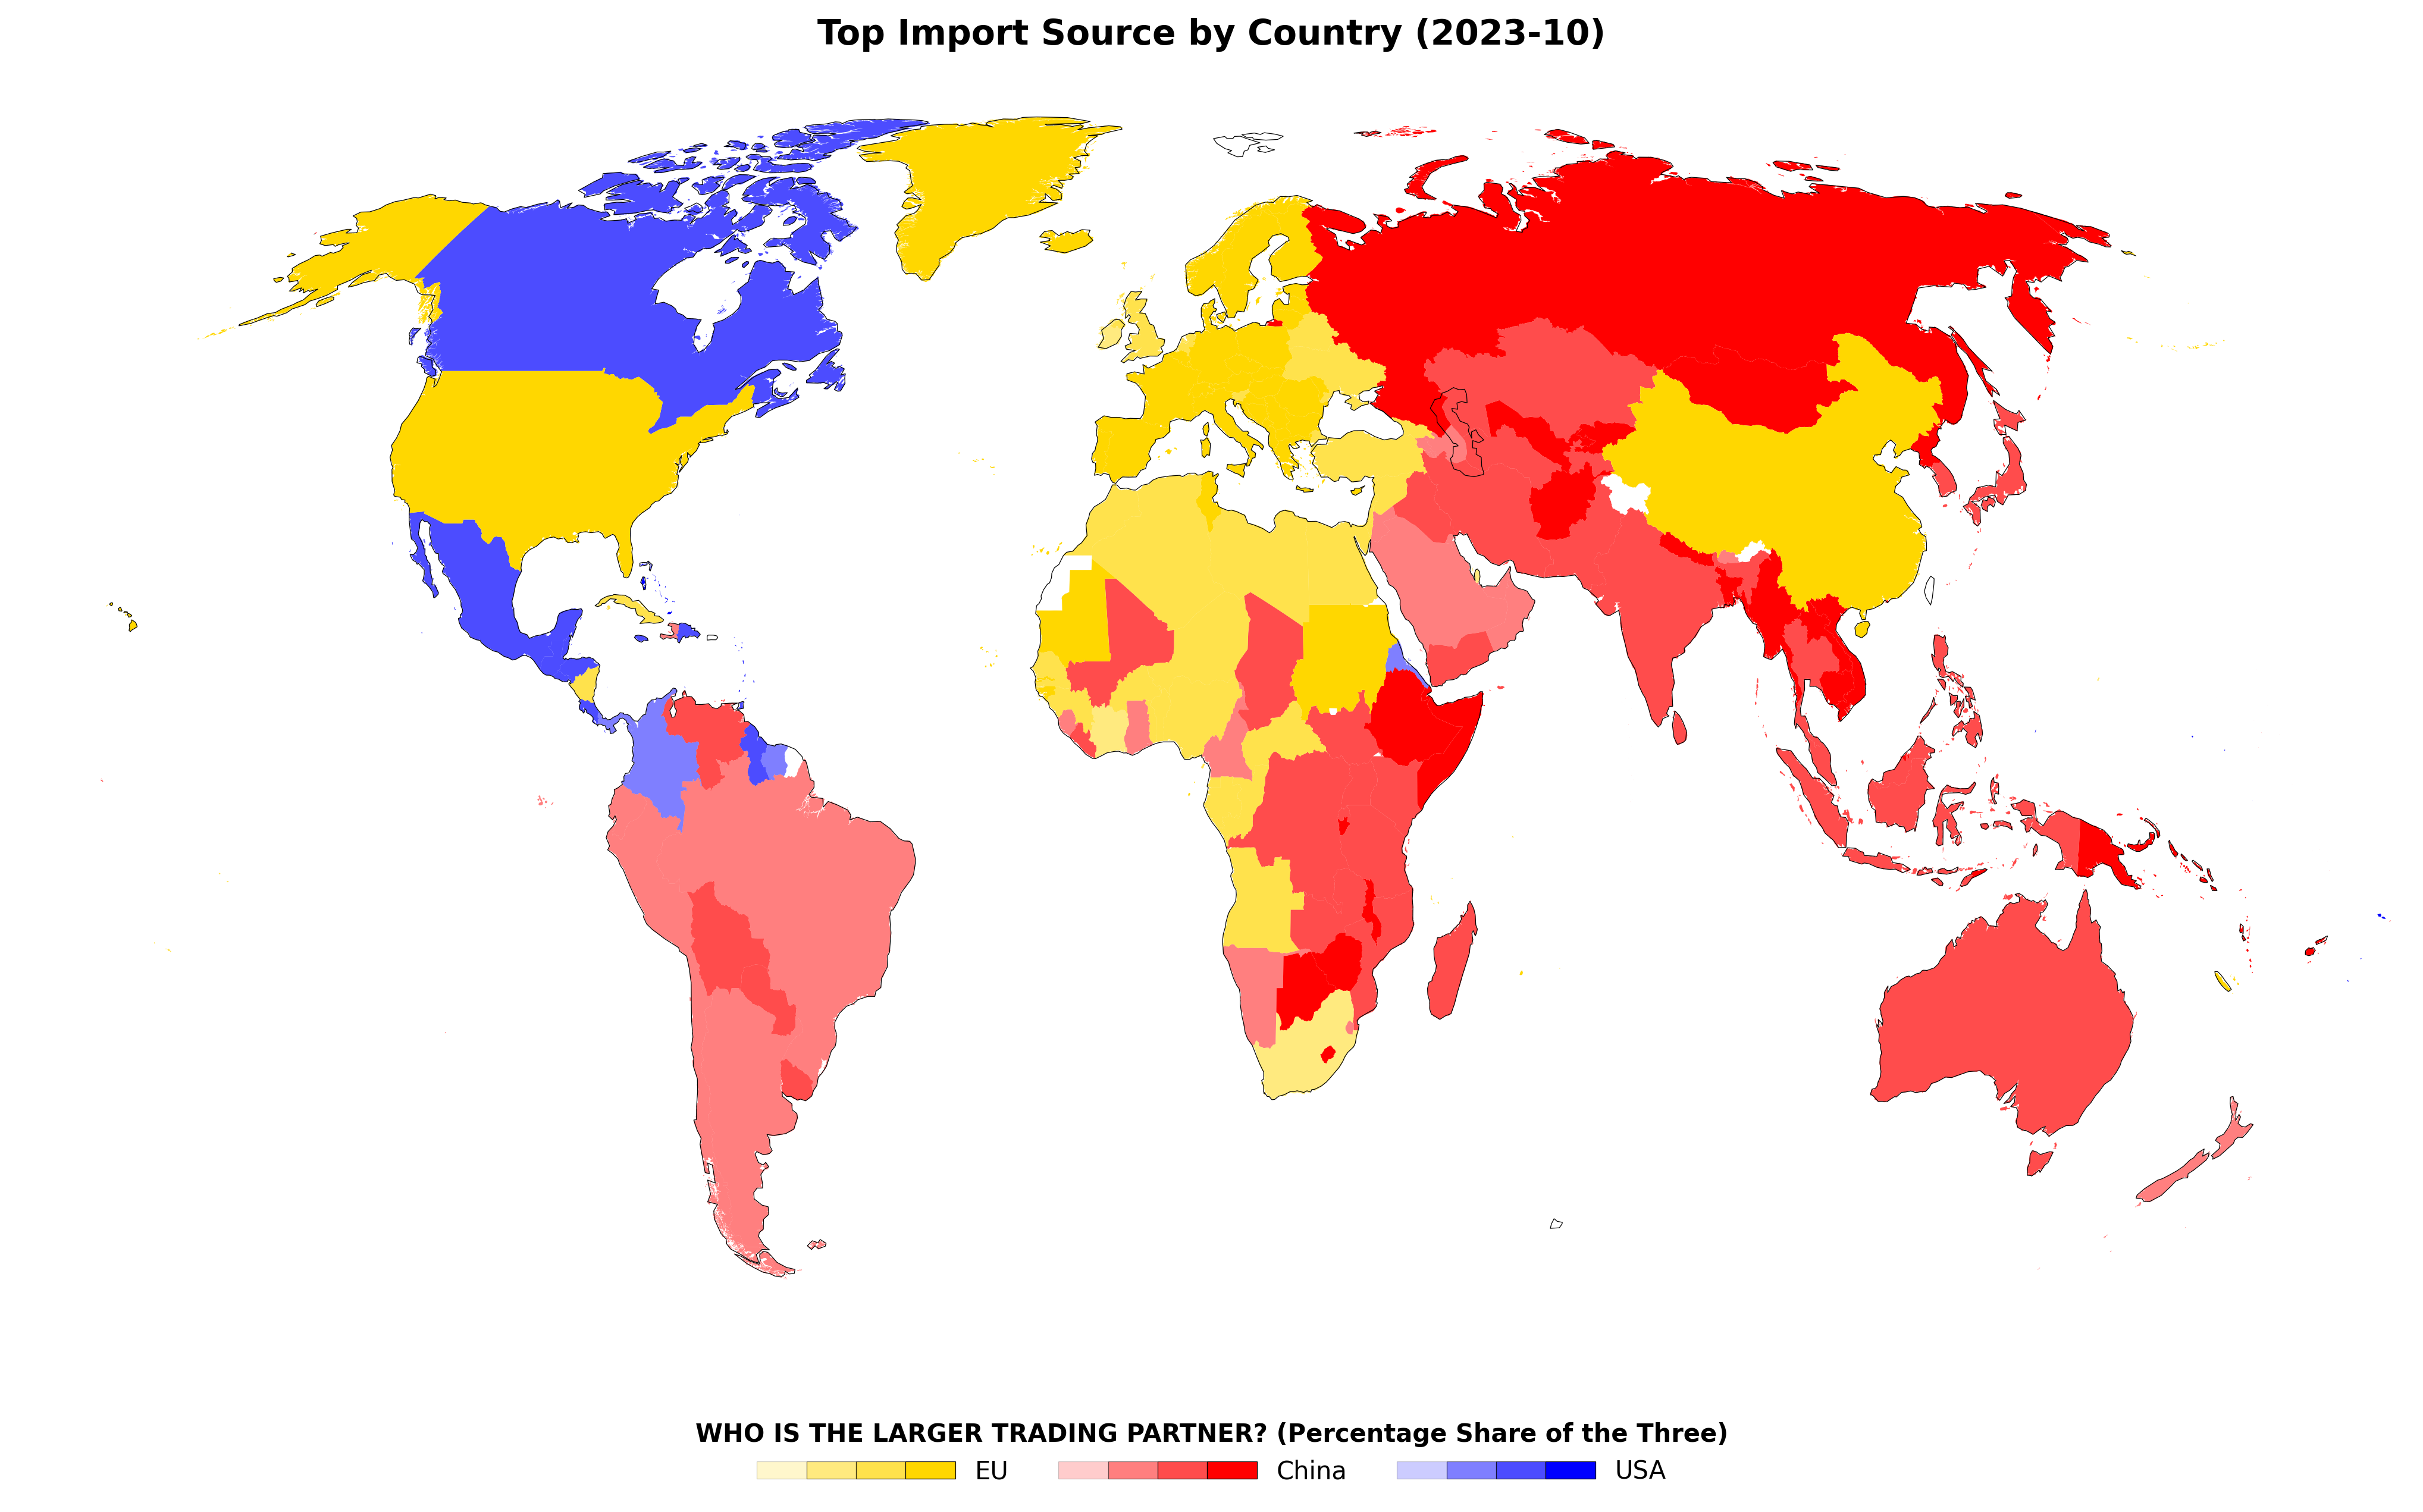 Top Import Source by Country (2023-10)
WHO IS THE LARGER TRADING PARTNER? (Percentage Share of the Three)
EU China USA